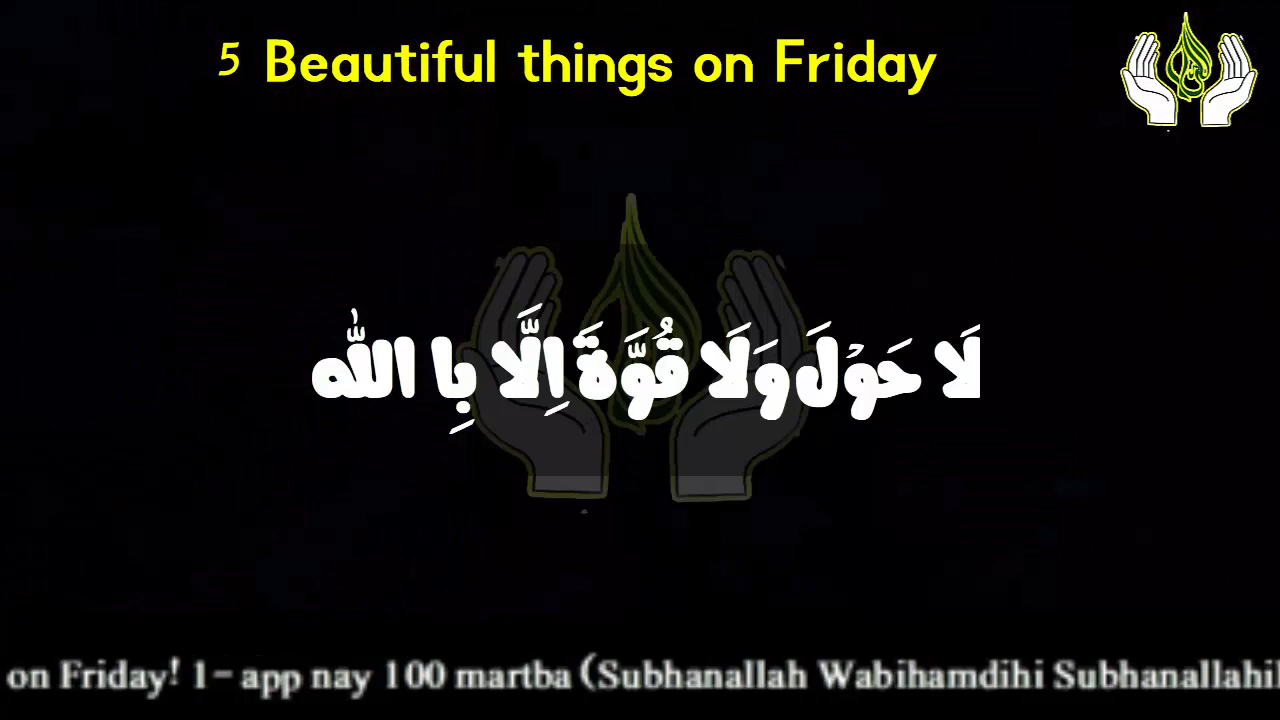 5 Beautiful things on Friday
لَا حَوْلَ وَلَا قُوَّةَ اِلَّا بِا اللّٰه
on Friday! 1- app nay 100 martba (Subhanallah Wabihamdihi Subhanallahil